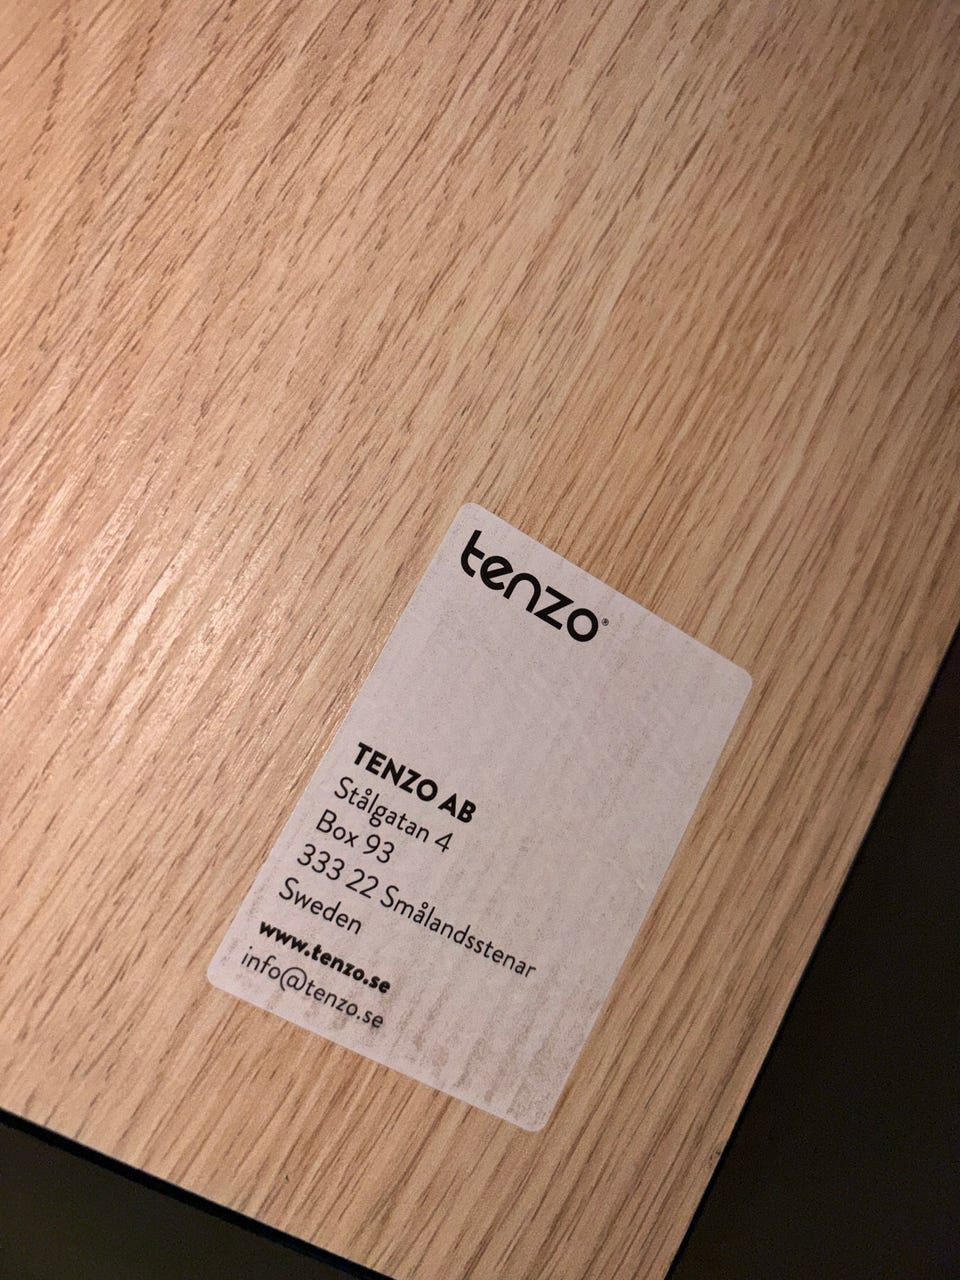 tenzo®
TENZO AB
Stålgatan 4
Box 93
333 22 Smålandsstenar
Sweden
www.tenzo.se
info@tenzo.se